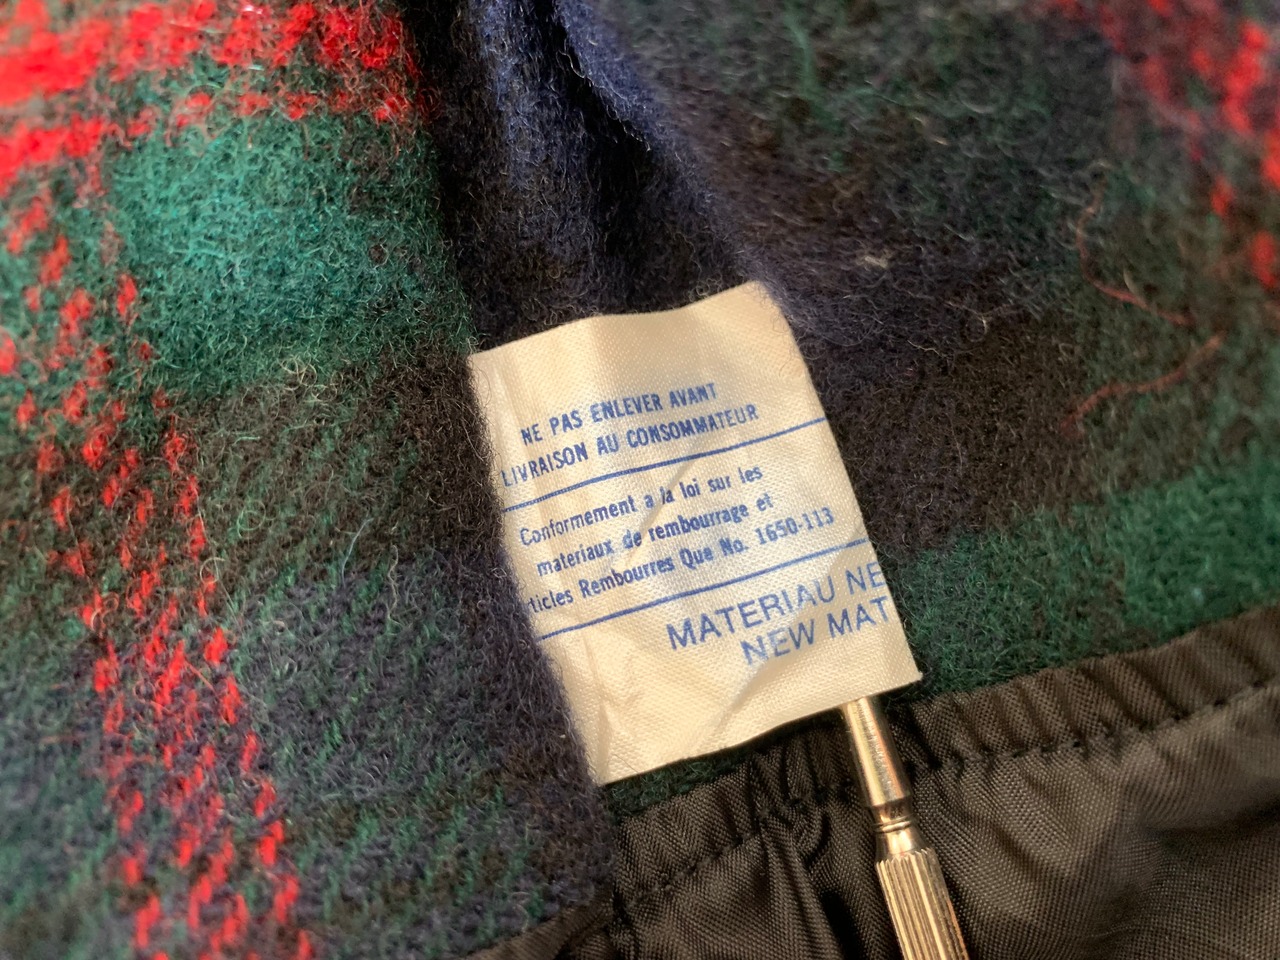 NE PAS ENLEVER AVANT
LIVRAISON AU CONSOMMATEUR
Conformement a la loi sur les
materiaux de rembourrage et
ticles Rembourres Que No. 1650-113
MATERIAU NE
NEW MAT